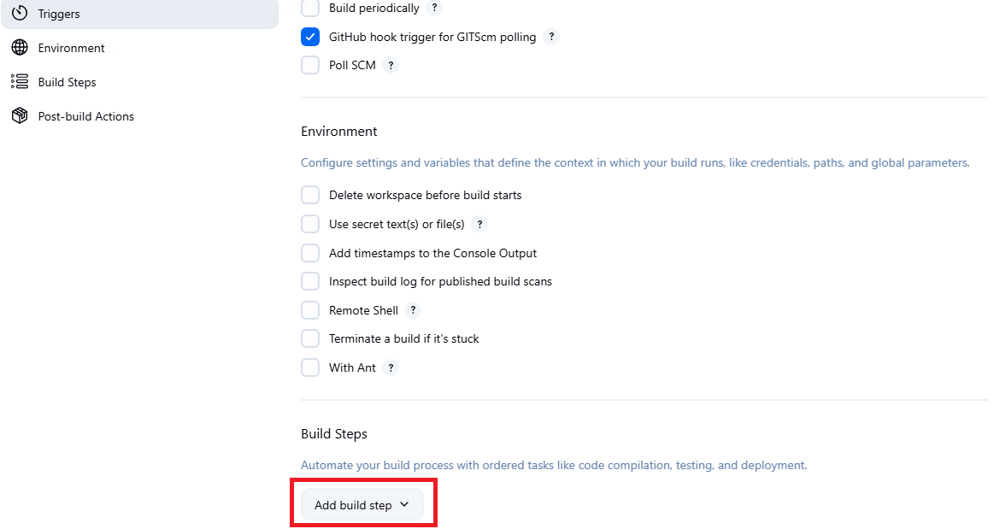 Triggers
Environment
Build Steps
Post-build Actions
Build periodically ?
GitHub hook trigger for GITScm polling ?
Poll SCM ?
Environment
Configure settings and variables that define the context in which your build runs, like credentials, paths, and global parameters.
Delete workspace before build starts
Use secret text(s) or file(s) ?
Add timestamps to the Console Output
Inspect build log for published build scans
Remote Shell ?
Terminate a build if it's stuck
With Ant ?
Build Steps
Automate your build process with ordered tasks like code compilation, testing, and deployment.
Add build step